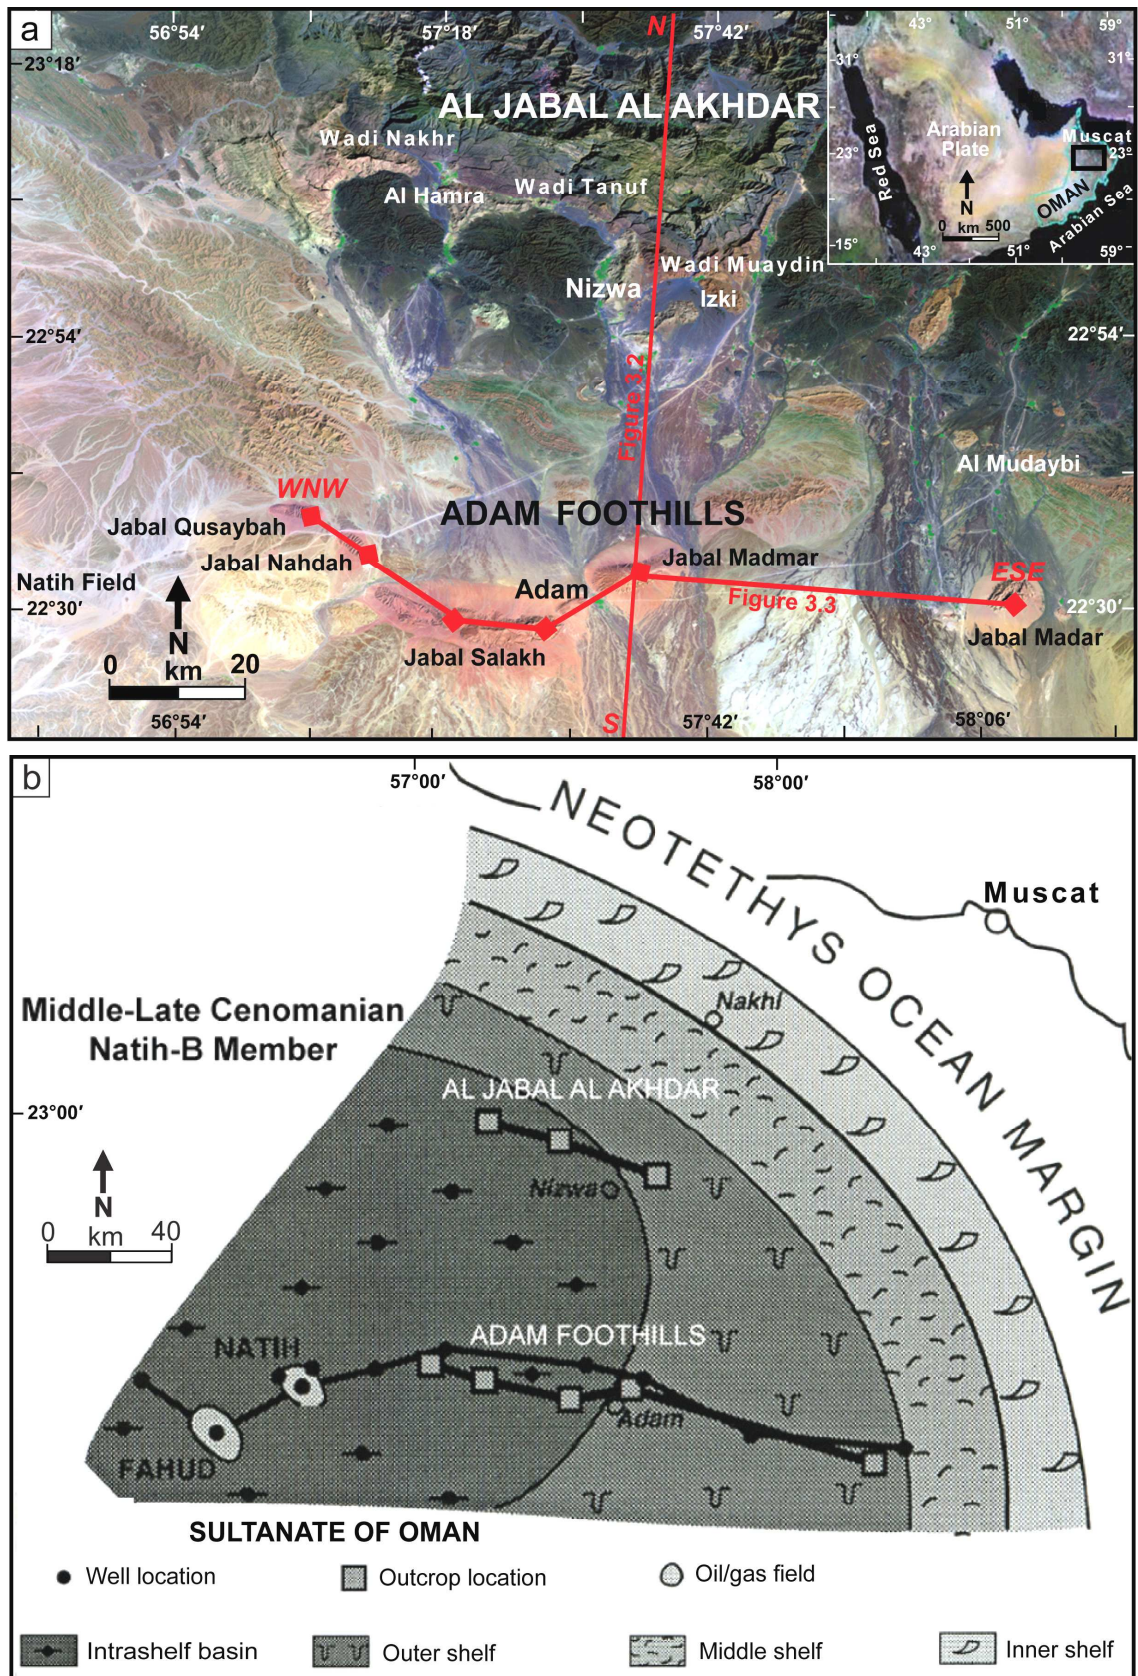 a
56°54′
57°18′
57°42′
N
23°18′
AL JABAL AL AKHDAR
Wadi Nakhr
Al Hamra
Wadi Tanuf
Wadi Muaydin
Nizwa
Izki
43°
51°
59°
31°
31°
Red Sea
Arabian
Plate
Muscat
23°
23°
N
OMAN
0 km 500
Arabian Sea
15°
43°
51°
59°
22°54′
22°54′
Figure 3.2
Al Mudaybi
WNW
ADAM FOOTHILLS
Jabal Qusaybah
Jabal Nahdah
Jabal Madmar
Natih Field
Adam
ESE
22°30′
Figure 3.3
22°30′
N
Jabal Salakh
Jabal Madar
0 km 20
56°54′
S
57°42′
58°06′
b
57°00′
58°00′
NEOTETHYS OCEAN MARGIN
Muscat
Middle-Late Cenomanian
Natih-B Member
Nakhl
AL JABAL AL AKHDAR
23°00′
N
Nizwa
0 km 40
NATIH
ADAM FOOTHILLS
Adam
FAHUD
SULTANATE OF OMAN
Well location
Outcrop location
Oil/gas field
Intrashelf basin
Outer shelf
Middle shelf
Inner shelf